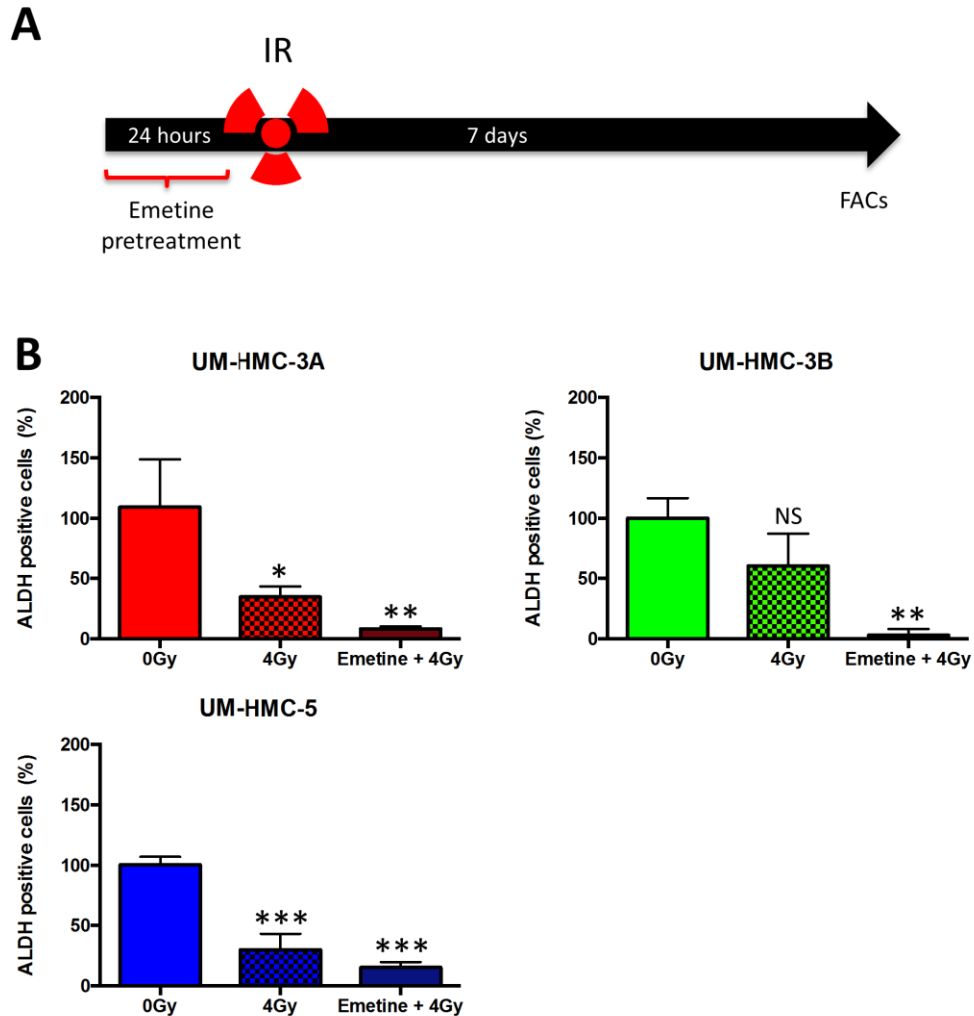 A
IR
24 hours
7 days
Emetine
pretreatment
FACs
B
UM-HMC-3A
ALDH positive cells (%)
200
150
100
50
0
*
**
0Gy
4Gy
Emetine + 4Gy
UM-HMC-3B
ALDH positive cells (%)
200
150
100
50
0
NS
**
0Gy
4Gy
Emetine + 4Gy
UM-HMC-5
ALDH positive cells (%)
200
150
100
50
0
***
***
0Gy
4Gy
Emetine + 4Gy